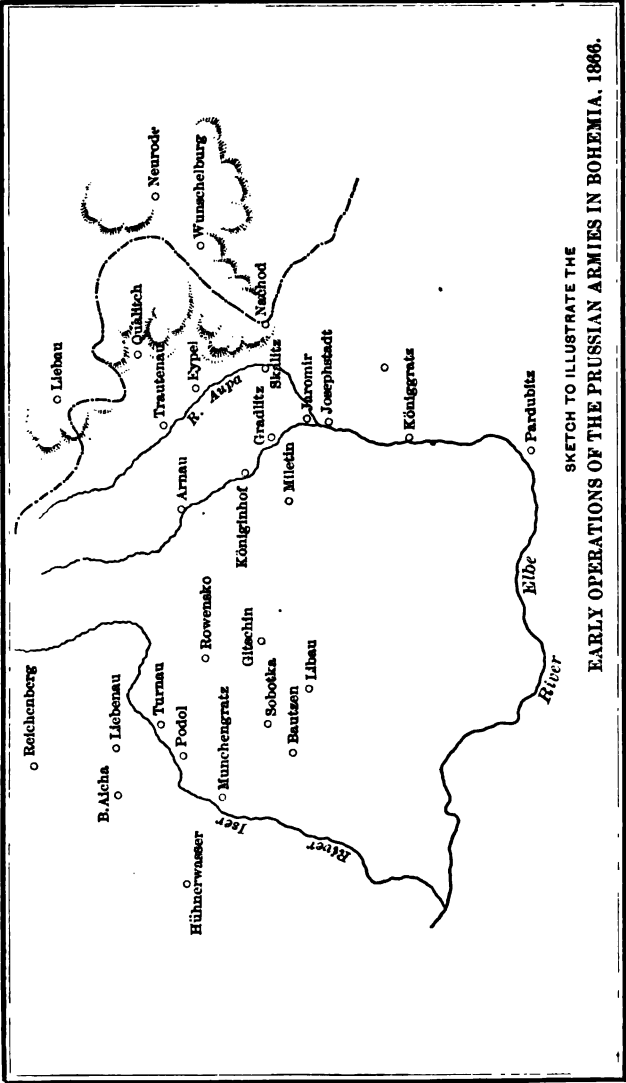 Reichenberg
Liebau
Neurode
B.Aicha
Liebenau
Qualitch
Turnau
Trautenau
Wunschelburg
Hühnerwasser
Podol
Arnau
Eypel
R. Aupa
Munchengratz
Rowensko
Iser
River
Gitschin
Königinhof
Gradlitz
Skalitz
Nachod
Sobotka
Bautzen
Libau
Miletin
Jaromir
Josephstadt
Königgratz
Pardubitz
River
Elbe
SKETCH TO ILLUSTRATE THE
EARLY OPERATIONS OF THE PRUSSIAN ARMIES IN BOHEMIA, 1866.